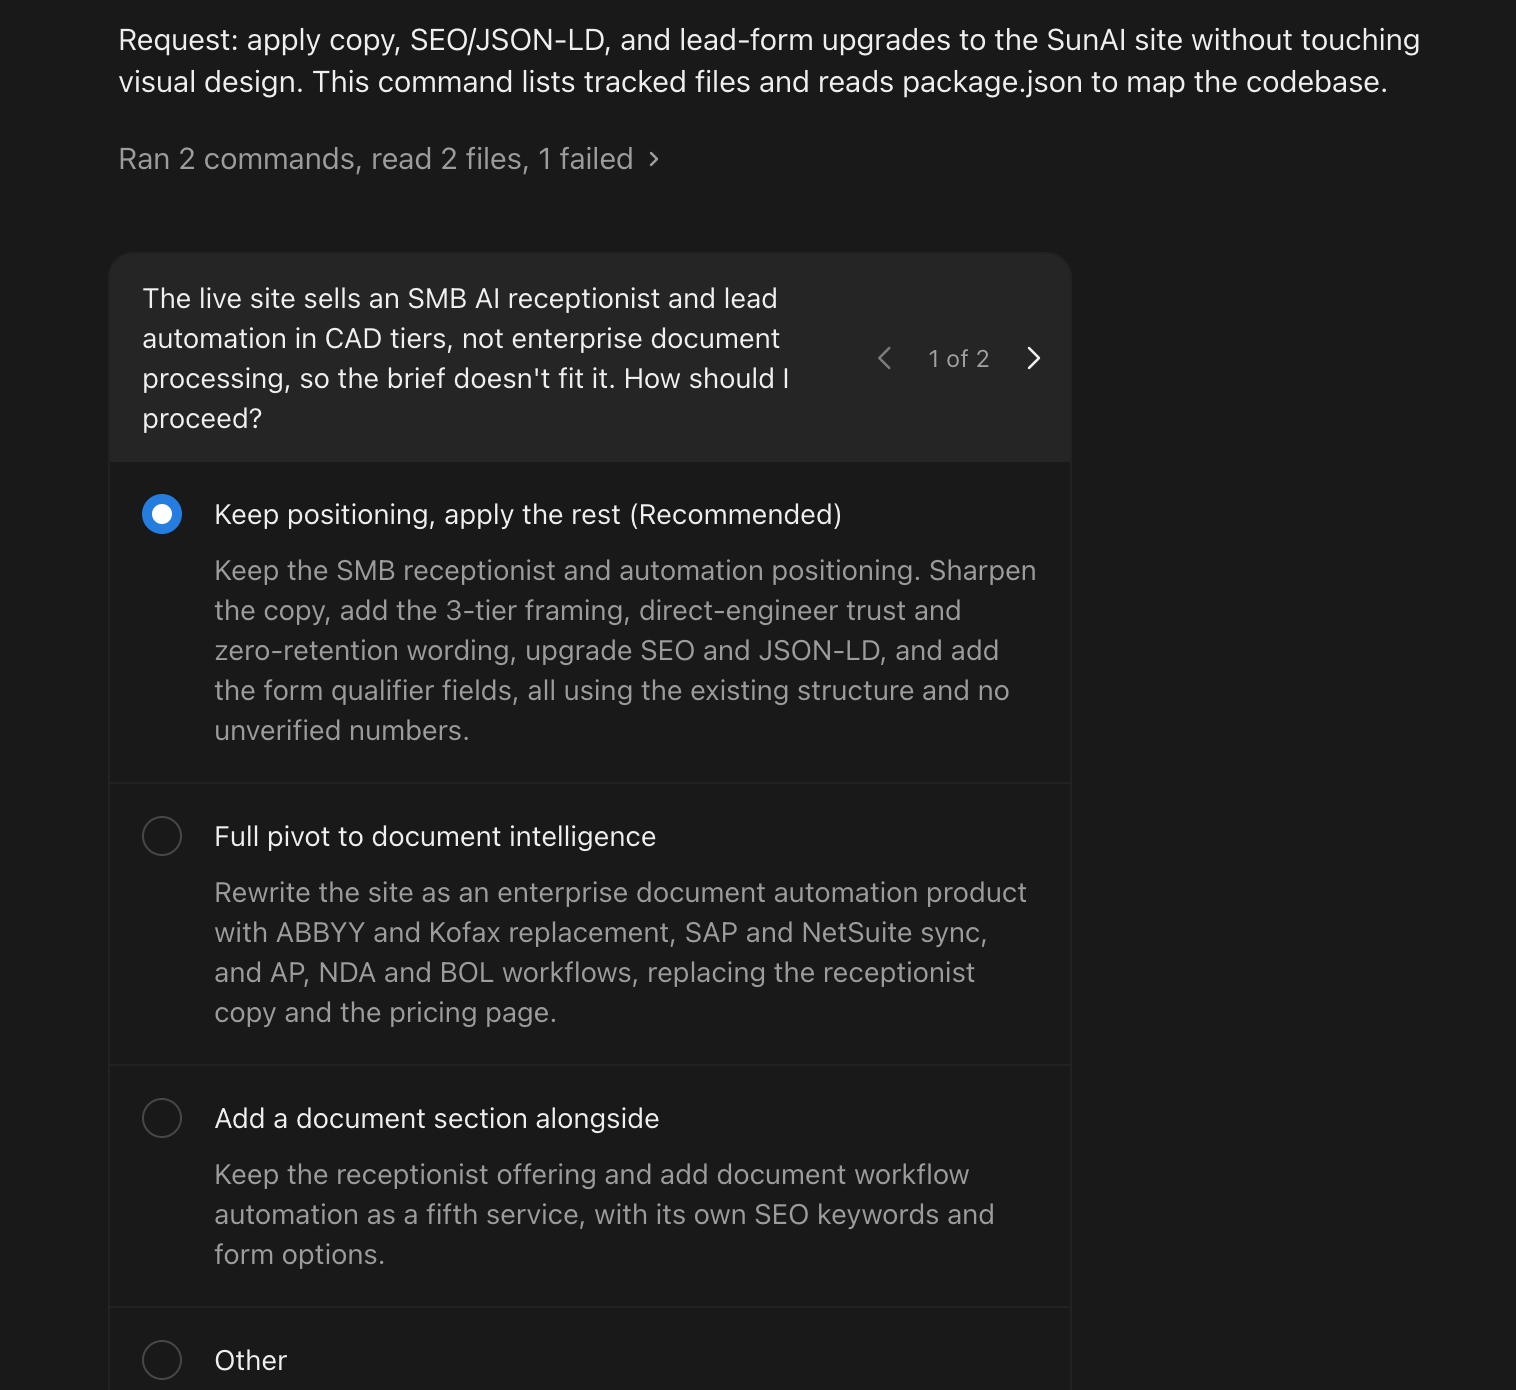 Request: apply copy, SEO/JSON-LD, and lead-form upgrades to the SunAI site without touching
visual design. This command lists tracked files and reads package.json to map the codebase.
Ran 2 commands, read 2 files, 1 failed >
The live site sells an SMB AI receptionist and lead
automation in CAD tiers, not enterprise document
processing, so the brief doesn't fit it. How should I
proceed?
< 1 of 2 >
Keep positioning, apply the rest (Recommended)
Keep the SMB receptionist and automation positioning. Sharpen
the copy, add the 3-tier framing, direct-engineer trust and
zero-retention wording, upgrade SEO and JSON-LD, and add
the form qualifier fields, all using the existing structure and no
unverified numbers.
Full pivot to document intelligence
Rewrite the site as an enterprise document automation product
with ABBYY and Kofax replacement, SAP and NetSuite sync,
and AP, NDA and BOL workflows, replacing the receptionist
copy and the pricing page.
Add a document section alongside
Keep the receptionist offering and add document workflow
automation as a fifth service, with its own SEO keywords and
form options.
Other